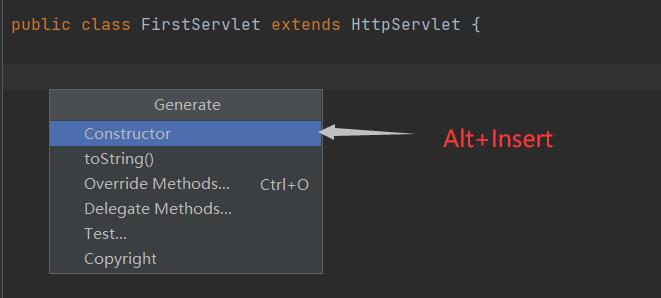 public class FirstServlet extends HttpServlet {
Generate
Constructor
Alt+Insert
toString()
Override Methods... Ctrl+O
Delegate Methods...
Test...
Copyright